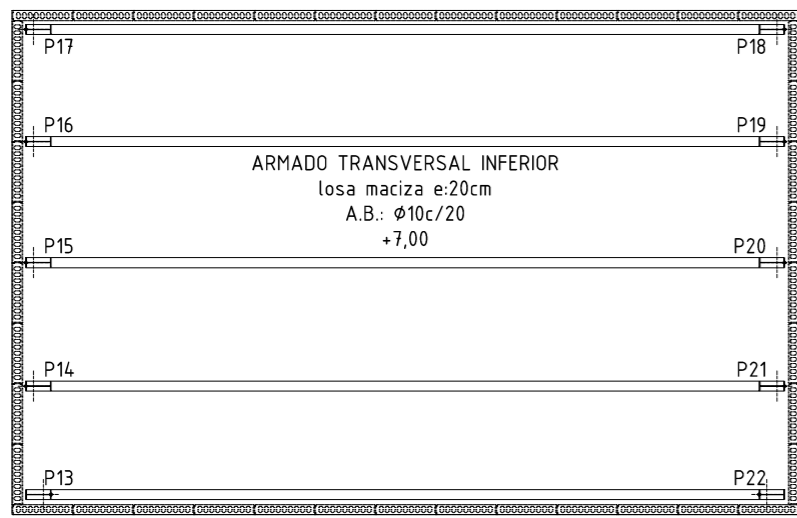 P17 P18
P16 P19
ARMADO TRANSVERSAL INFERIOR
losa maciza e:20cm
A.B.: Ø10c/20
+7,00
P15 P20
P14 P21
P13 P22